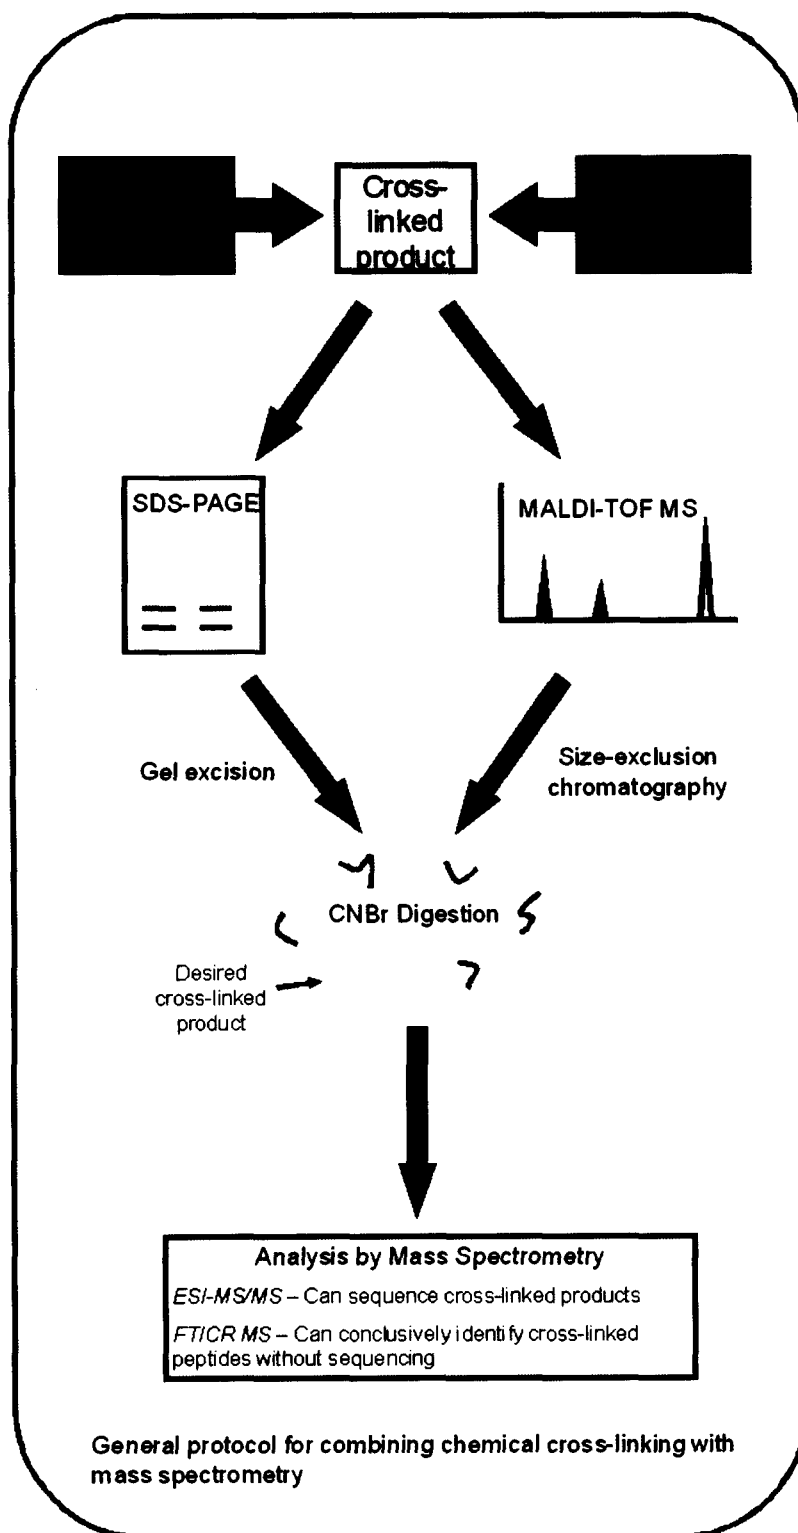 Cross-
linked
product
SDS-PAGE
MALDI-TOF MS
Gel excision
Size-exclusion
chromatography
CNBr Digestion
Desired
cross-linked
product
Analysis by Mass Spectrometry
ESI-MS/MS – Can sequence cross-linked products
FTICR MS – Can conclusively identify cross-linked
peptides without sequencing
General protocol for combining chemical cross-linking with
mass spectrometry